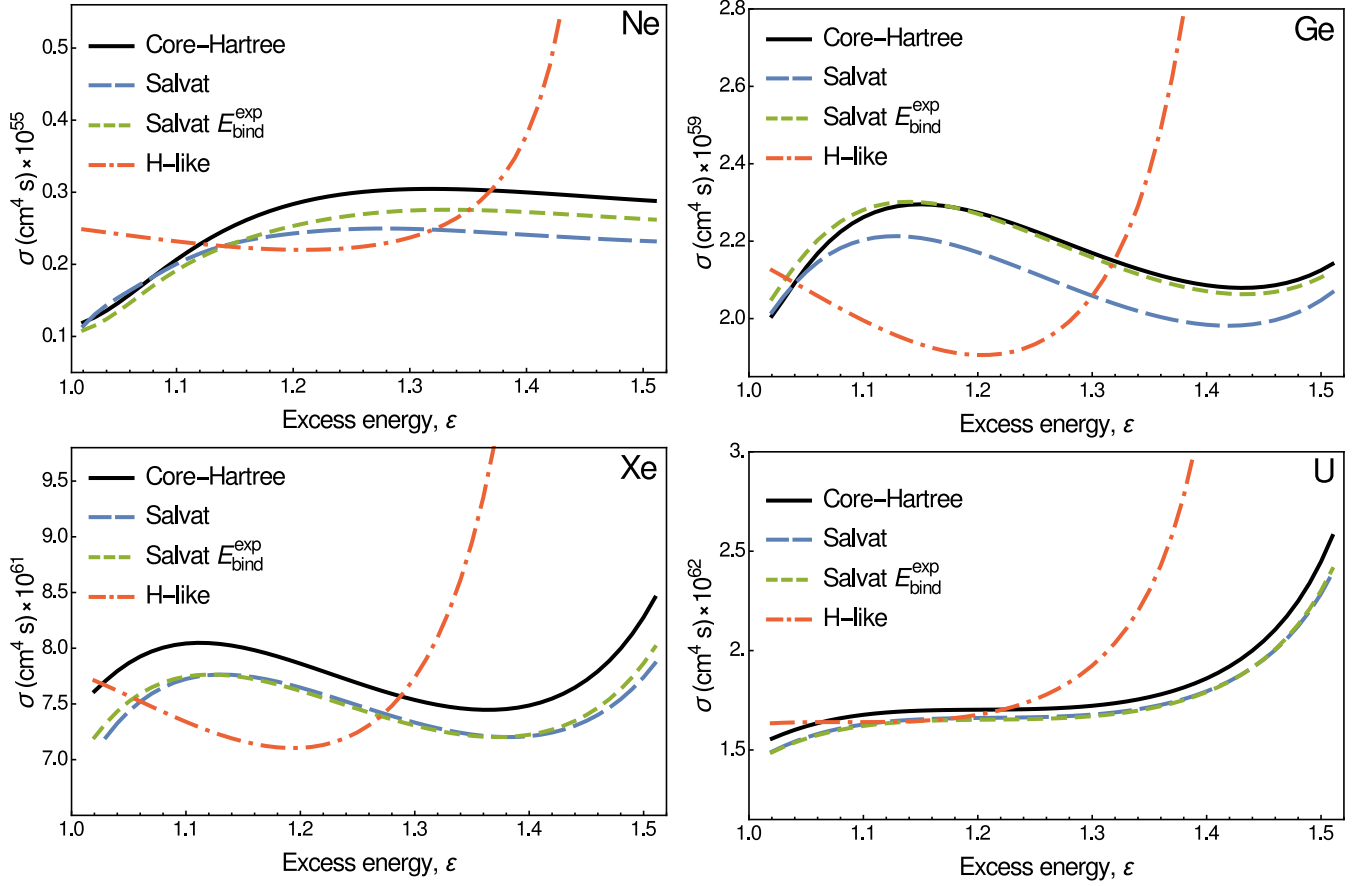 Ne
Core-Hartree
Salvat
Salvat E_bind^exp
H-like
σ (cm⁴ s) × 10⁵⁵
0.5
0.4
0.3
0.2
0.1
1.0 1.1 1.2 1.3 1.4 1.5
Excess energy, ε
Ge
Core-Hartree
Salvat
Salvat E_bind^exp
H-like
σ (cm⁴ s) × 10⁵⁹
2.8
2.6
2.4
2.2
2.0
1.0 1.1 1.2 1.3 1.4 1.5
Excess energy, ε
Xe
Core-Hartree
Salvat
Salvat E_bind^exp
H-like
σ (cm⁴ s) × 10⁶¹
9.5
9.0
8.5
8.0
7.5
7.0
1.0 1.1 1.2 1.3 1.4 1.5
Excess energy, ε
U
Core-Hartree
Salvat
Salvat E_bind^exp
H-like
σ (cm⁴ s) × 10⁶²
3.
2.5
2
1.5
1.0 1.1 1.2 1.3 1.4 1.5
Excess energy, ε